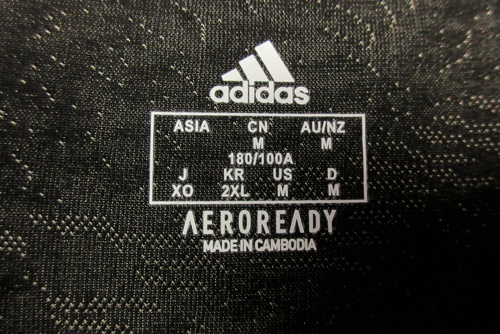 adidas
ASIA CN AU/NZ
M M
180/100A
J KR US D
XO 2XL M M
AEROREADY
MADE IN CAMBODIA